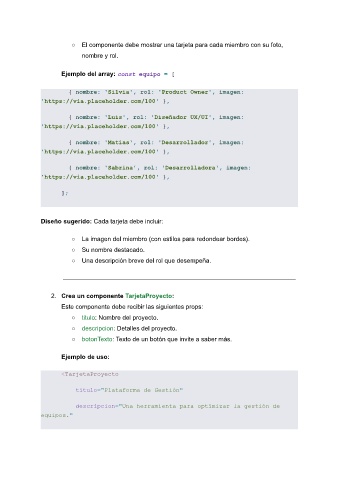 ○ El componente debe mostrar una tarjeta para cada miembro con su foto,
nombre y rol.
Ejemplo del array: const equipo = [
{ nombre: 'Silvia', rol: 'Product Owner', imagen:
'https://via.placeholder.com/100' },
{ nombre: 'Luis', rol: 'Diseñador UX/UI', imagen:
'https://via.placeholder.com/100' },
{ nombre: 'Matías', rol: 'Desarrollador', imagen:
'https://via.placeholder.com/100' },
{ nombre: 'Sabrina', rol: 'Desarrolladora', imagen:
'https://via.placeholder.com/100' },
];
Diseño sugerido: Cada tarjeta debe incluir:
○ La imagen del miembro (con estilos para redondear bordes).
○ Su nombre destacado.
○ Una descripción breve del rol que desempeña.
2. Crea un componente TarjetaProyecto:
Este componente debe recibir las siguientes props:
○ titulo: Nombre del proyecto.
○ descripcion: Detalles del proyecto.
○ botonTexto: Texto de un botón que invite a saber más.
Ejemplo de uso:
<TarjetaProyecto
titulo="Plataforma de Gestión"
descripcion="Una herramienta para optimizar la gestión de
equipos."